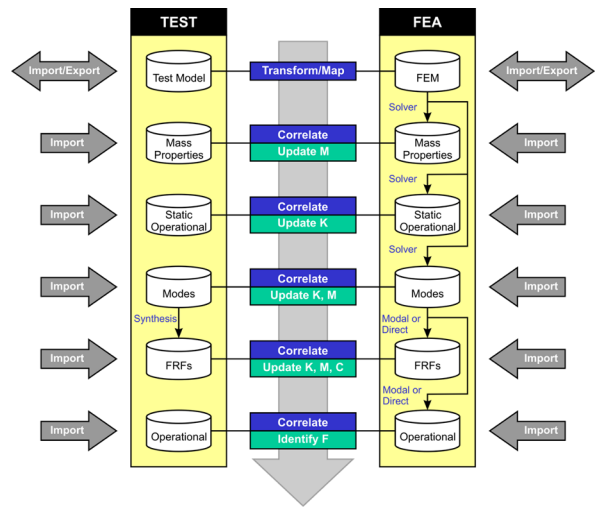 TEST
FEA
Import/Export
Test Model
Transform/Map
FEM
Import/Export
Solver
Import
Mass
Properties
Correlate
Update M
Mass
Properties
Import
Solver
Import
Static
Operational
Correlate
Update K
Static
Operational
Import
Solver
Import
Modes
Correlate
Update K, M
Modes
Import
Synthesis
Modal or
Direct
Import
FRFs
Correlate
Update K, M, C
FRFs
Import
Modal or
Direct
Import
Operational
Correlate
Identify F
Operational
Import